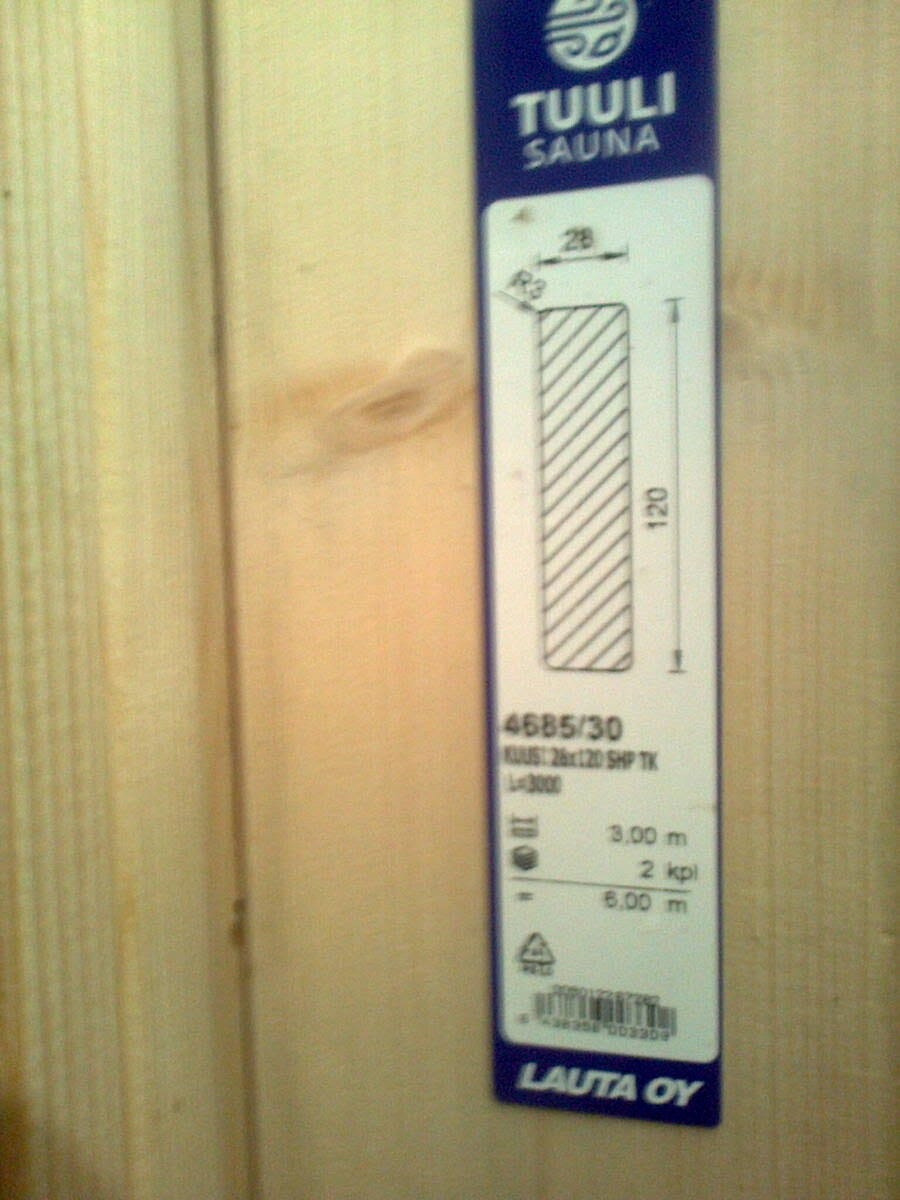 TUULI
SAUNA
28
R3
120
4685/30
KUUSI 28x120 SHP TK
L=3000
3,00 m
2 kpl
= 6,00 m
LAUTA OY